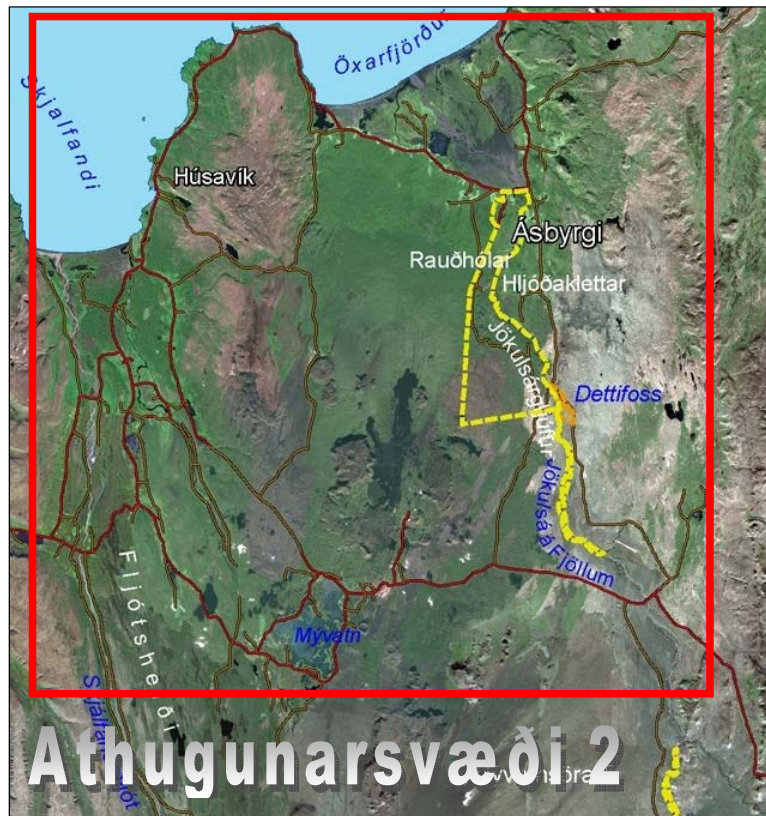 Öxarfjörður
Skjálfandi
Húsavík
Ásbyrgi
Rauðhólar
Hljóðaklettar
Jökulsárgljúfur
Dettifoss
Jökulsá á Fjöllum
Fljótsheiði
Mývatn
Athugunarsvæði 2